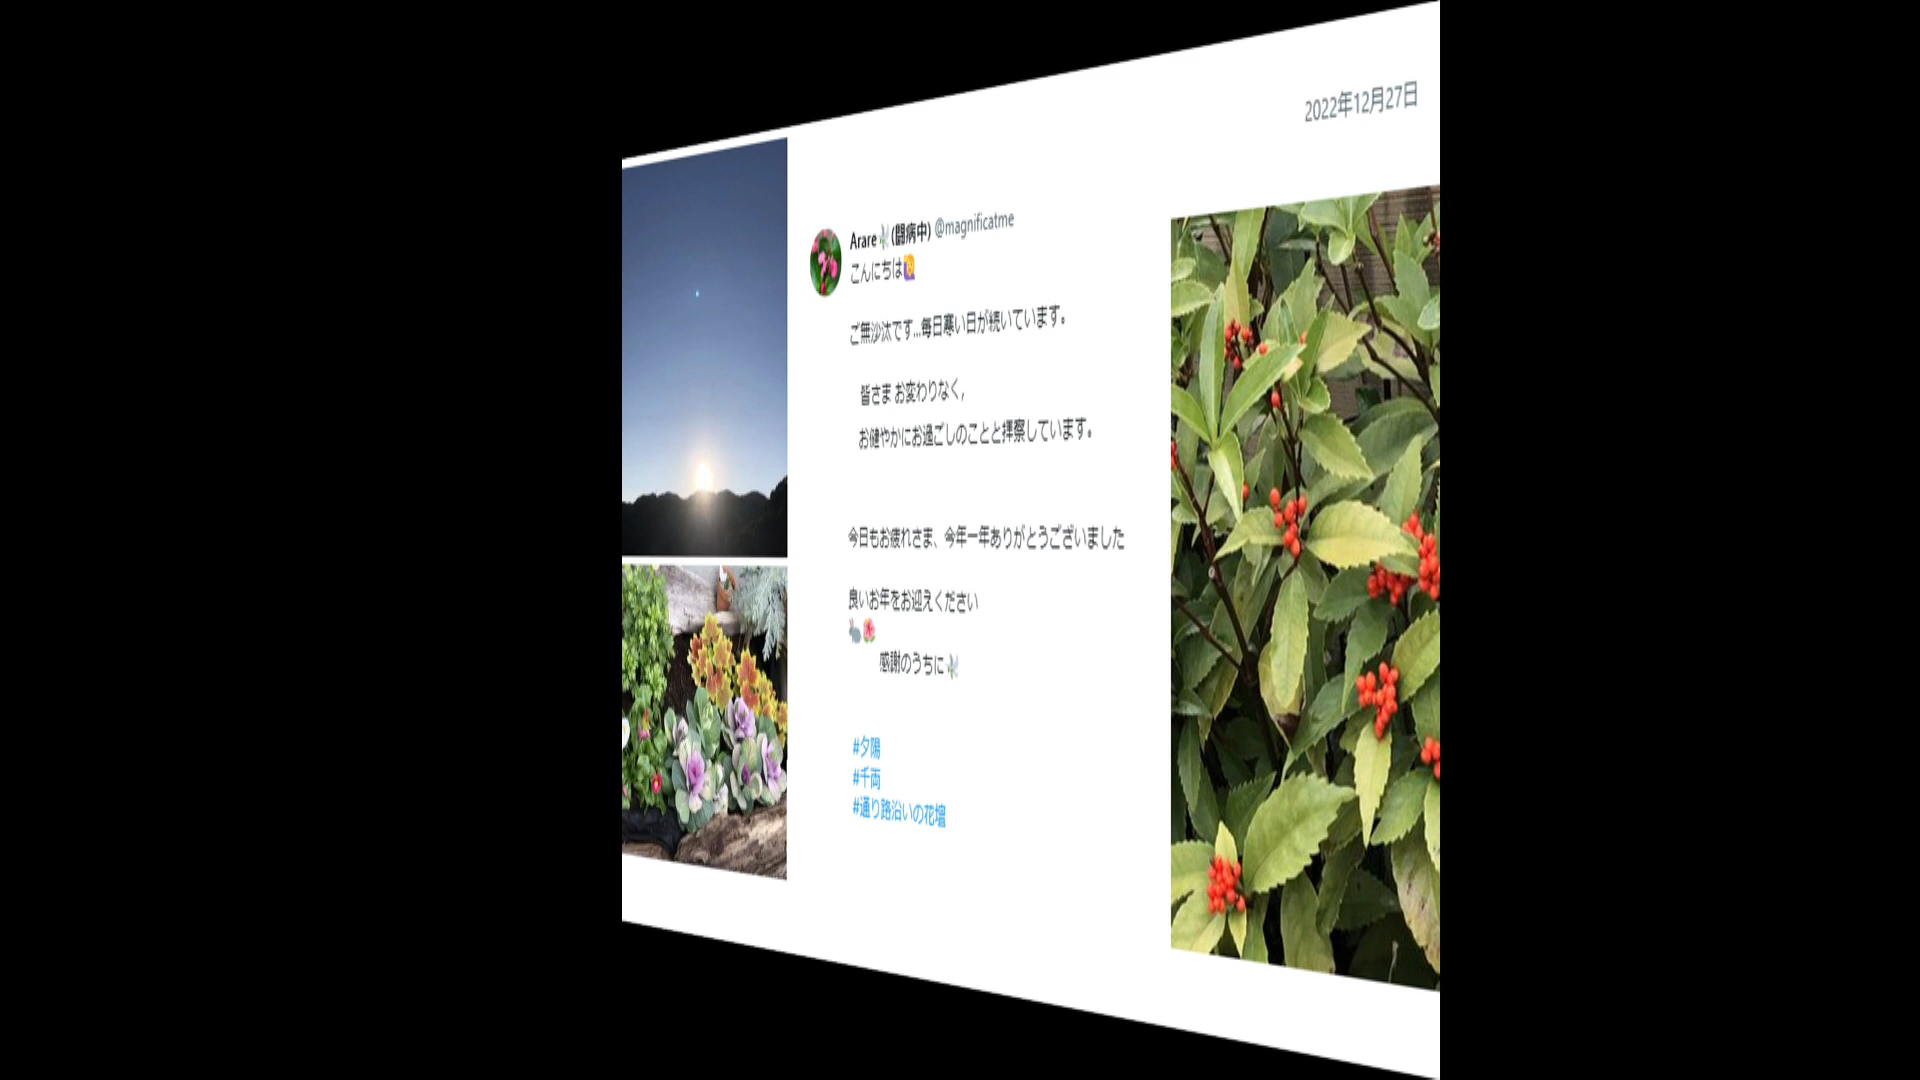 2022年12月27日
Arare🕊️(闘病中) @magnificatme
こんにちは🙋‍♀️
ご無沙汰です...毎日寒い日が続いています。
皆さま お変わりなく,
お健やかにお過ごしのことと拝察しています。
今日もお疲れさま、今年一年ありがとうございました
良いお年をお迎えください
🐇🌺
感謝のうちに🕊️
#夕陽
#千両
#通り路沿いの花壇